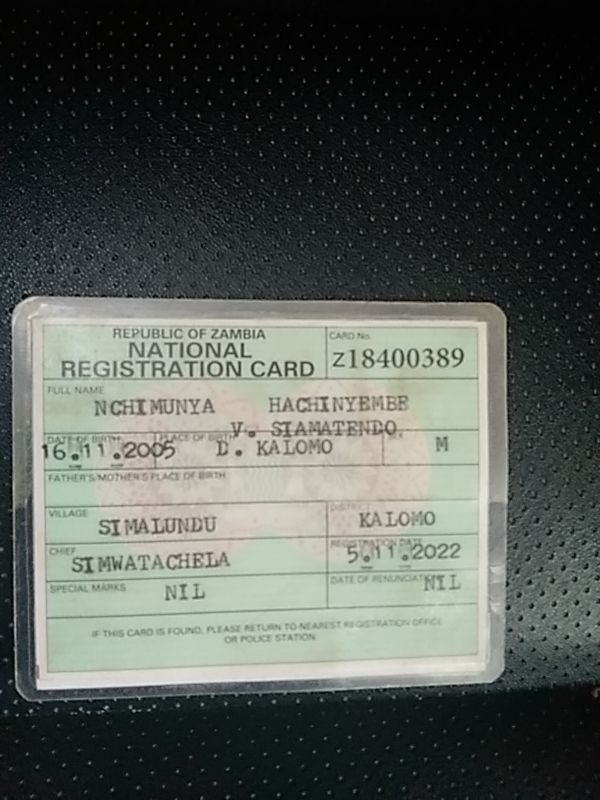 REPUBLIC OF ZAMBIA
NATIONAL
REGISTRATION CARD
CARD No.
Z18400389
FULL NAME
NCHIMUNYA HACHINYEMBE
V. SIAMATENDO
DATE OF BIRTH PLACE OF BIRTH SEX
16.11.2005 D. KALOMO M
FATHER'S/MOTHER'S PLACE OF BIRTH
VILLAGE DISTRICT
SIMALUNDU KALOMO
CHIEF REGISTRATION DATE
SIMWATACHELA 5.11.2022
SPECIAL MARKS NIL DATE OF RENUNCIAT NIL
IF THIS CARD IS FOUND, PLEASE RETURN TO NEAREST REGISTRATION OFFICE
OR POLICE STATION.